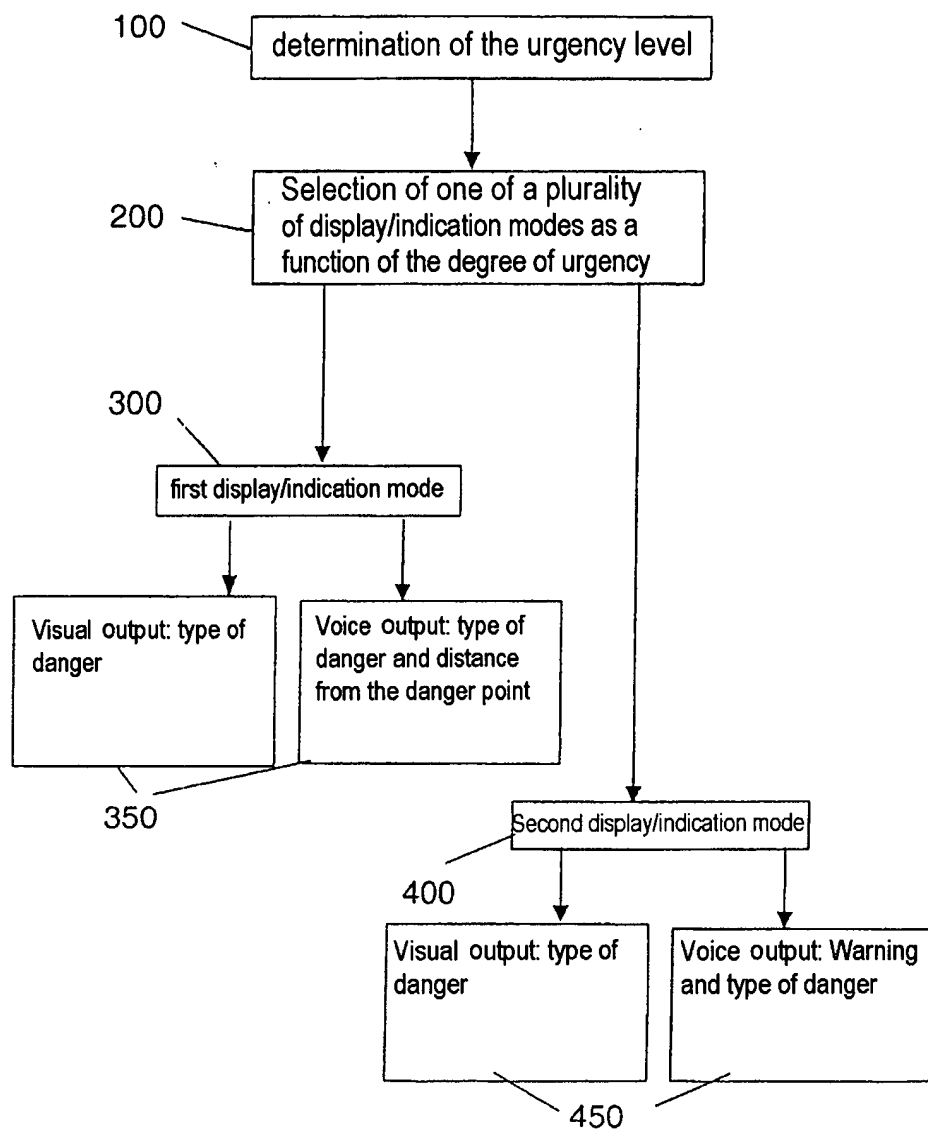 100
determination of the urgency level
200
Selection of one of a plurality
of display/indication modes as a
function of the degree of urgency
300
first display/indication mode
Visual output: type of
danger
Voice output: type of
danger and distance
from the danger point
350
Second display/indication mode
400
Visual output: type of
danger
Voice output: Warning
and type of danger
450